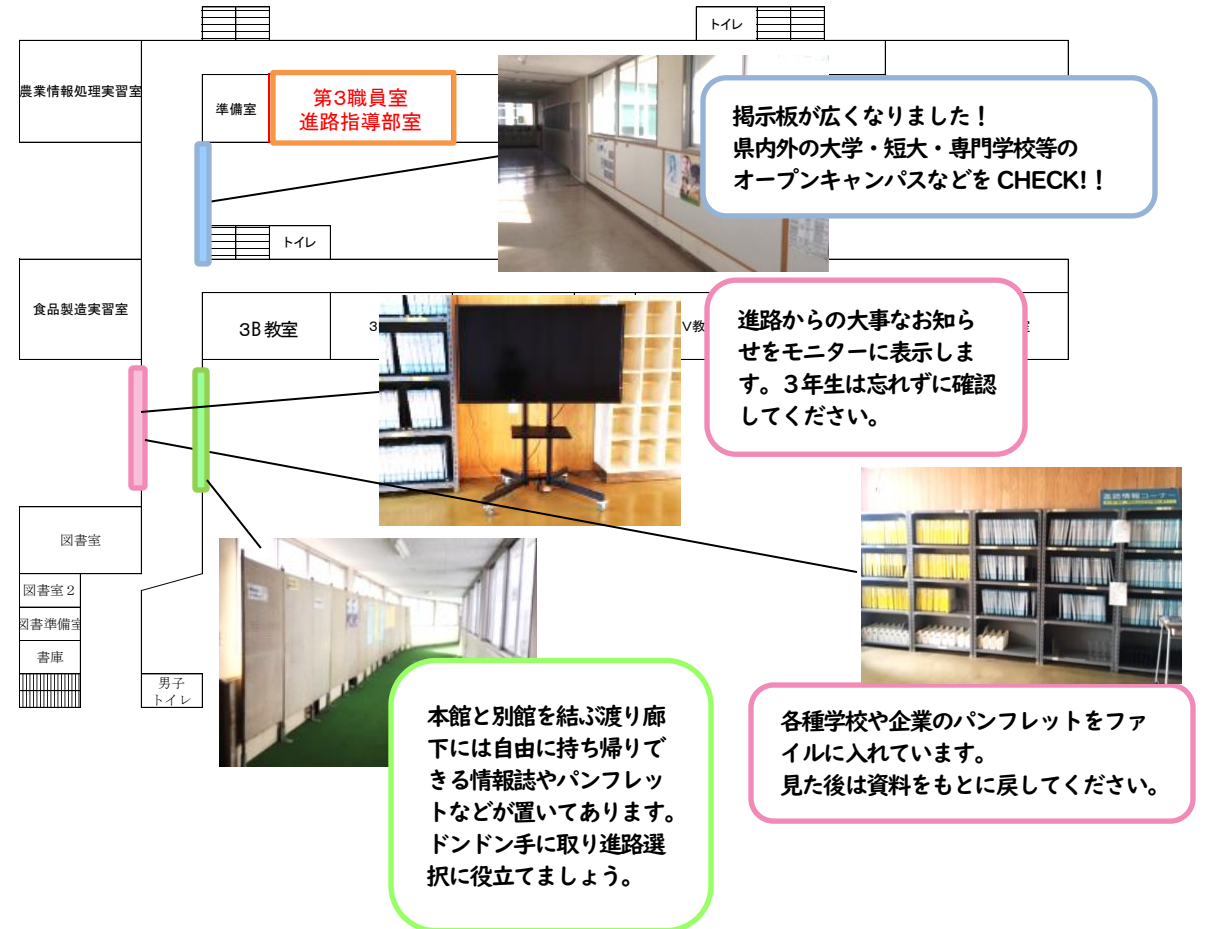 トイレ
農業情報処理実習室
準備室
第3職員室
進路指導部室
掲示板が広くなりました！
県内外の大学・短大・専門学校等の
オープンキャンパスなどを CHECK!！
トイレ
食品製造実習室
3B 教室
3
V教
進路からの大事なお知ら
せをモニターに表示しま
す。３年生は忘れずに確認
してください。
進路情報コーナー
図書室
図書室２
図書準備室
書庫
男子
トイレ
本館と別館を結ぶ渡り廊
下には自由に持ち帰りで
きる情報誌やパンフレッ
トなどが置いてあります。
ドンドン手に取り進路選
択に役立てましょう。
各種学校や企業のパンフレットをファ
イルに入れています。
見た後は資料をもとに戻してください。